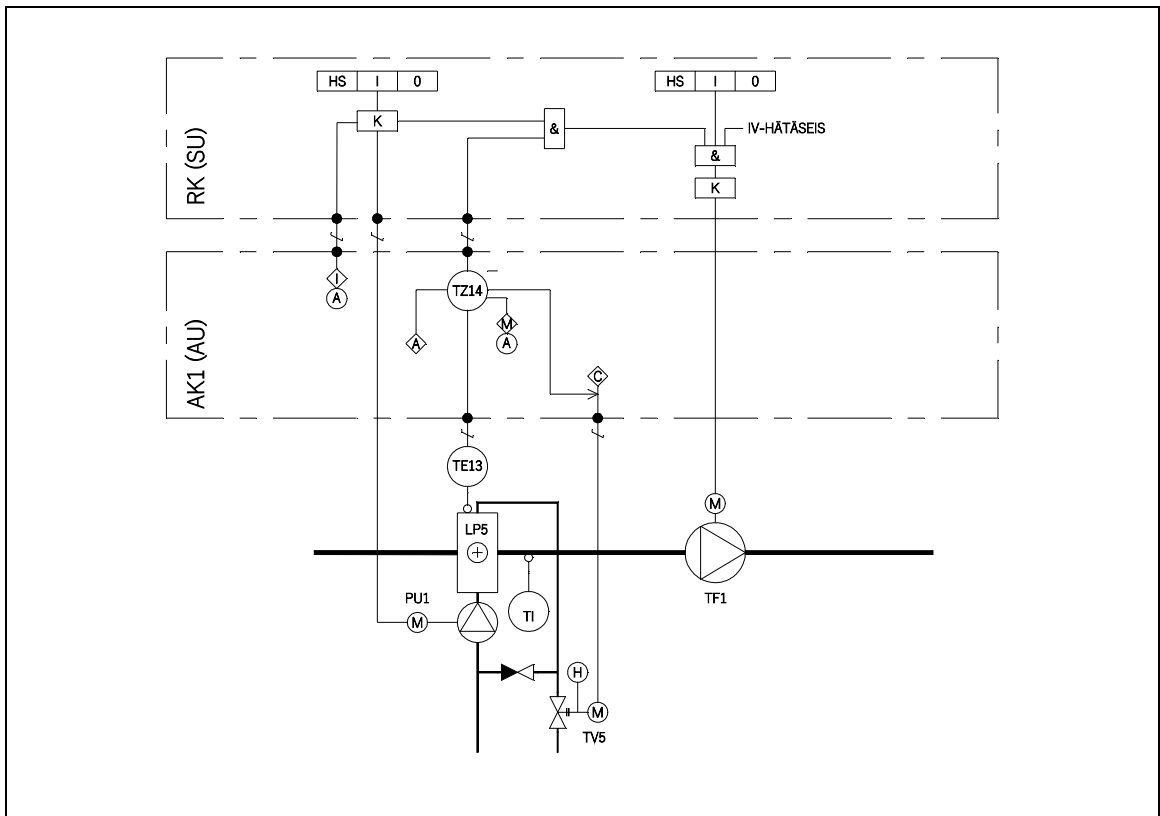 HS I 0
HS I 0
K
&
IV-HÄTÄSEIS
&
K
RK (SU)
I
A
TZ14
A
M
A
C
AK1 (AU)
TE13
LP5
M
PU1
M
TI
TF1
H
M
TV5